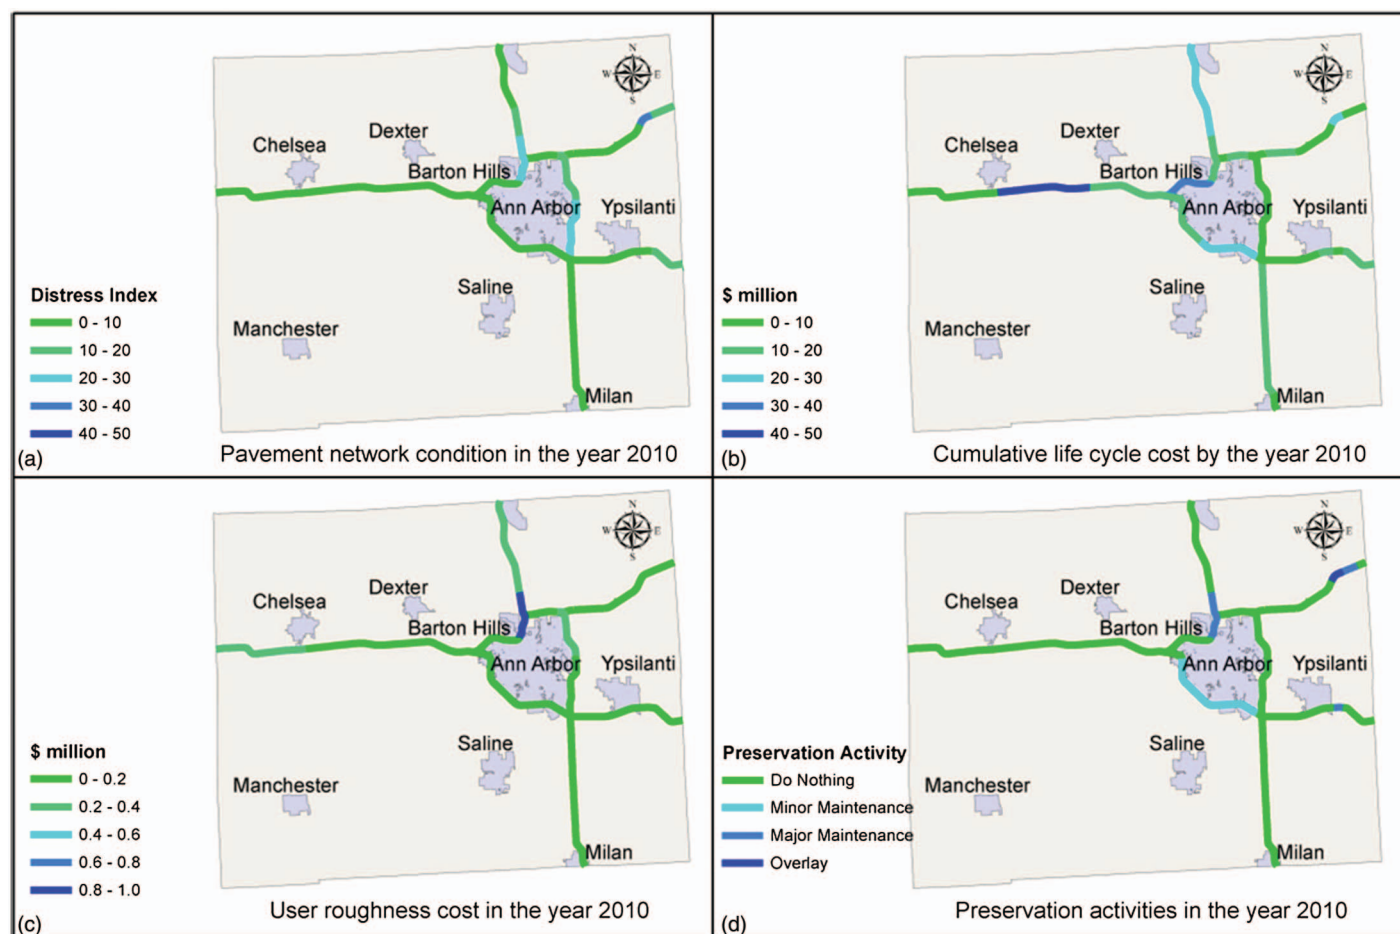 N
W E
S
Chelsea
Dexter
Barton Hills
Ann Arbor
Ypsilanti
Saline
Manchester
Milan
Distress Index
0 - 10
10 - 20
20 - 30
30 - 40
40 - 50
(a)
Pavement network condition in the year 2010
N
W E
S
Chelsea
Dexter
Barton Hills
Ann Arbor
Ypsilanti
Saline
Manchester
Milan
$ million
0 - 10
10 - 20
20 - 30
30 - 40
40 - 50
(b)
Cumulative life cycle cost by the year 2010
N
W E
S
Chelsea
Dexter
Barton Hills
Ann Arbor
Ypsilanti
Saline
Manchester
Milan
$ million
0 - 0.2
0.2 - 0.4
0.4 - 0.6
0.6 - 0.8
0.8 - 1.0
(c)
User roughness cost in the year 2010
N
W E
S
Chelsea
Dexter
Barton Hills
Ann Arbor
Ypsilanti
Saline
Manchester
Milan
Preservation Activity
Do Nothing
Minor Maintenance
Major Maintenance
Overlay
(d)
Preservation activities in the year 2010